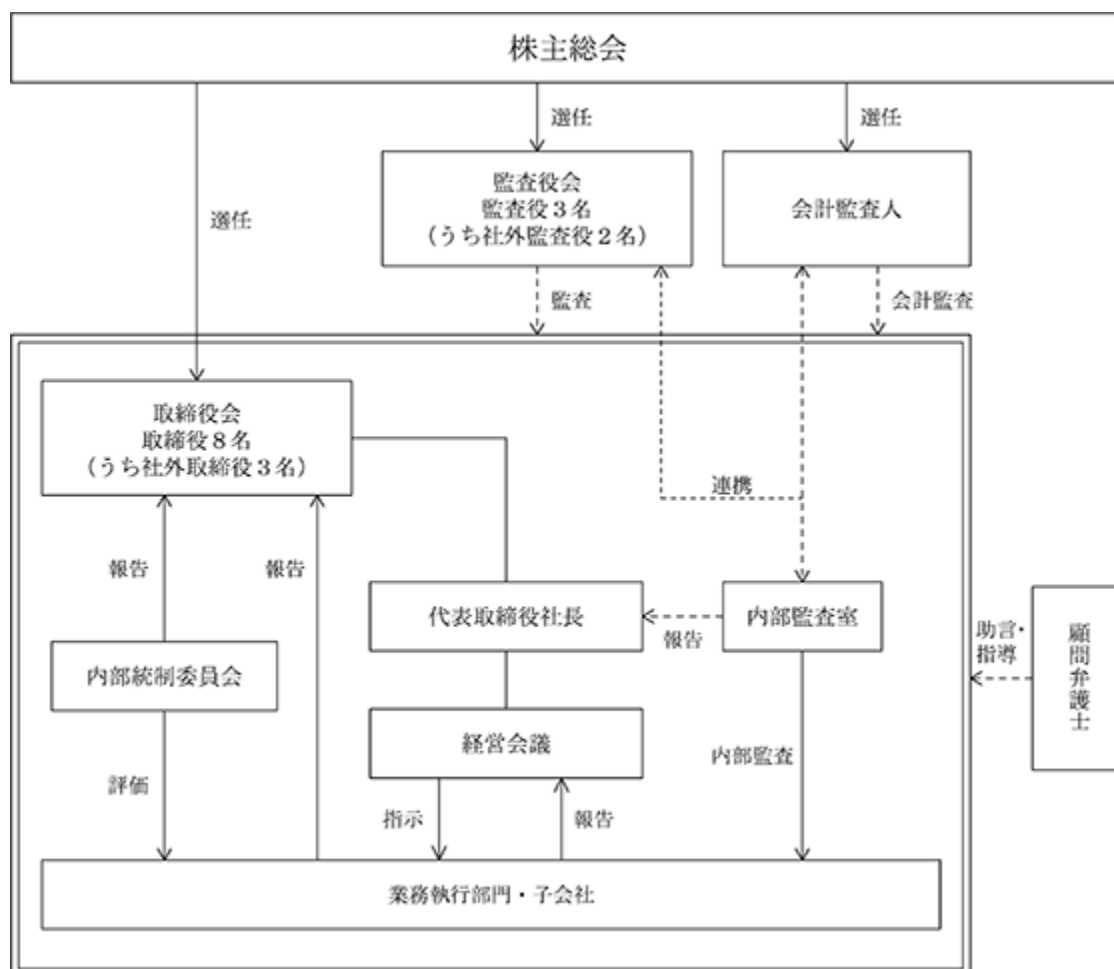 株主総会
選任
選任
選任
監査役会
監査役３名
（うち社外監査役２名）
会計監査人
監査
会計監査
取締役会
取締役８名
（うち社外取締役３名）
連携
報告
報告
代表取締役社長
報告
内部監査室
助言・
指導
顧問弁護士
内部統制委員会
経営会議
評価
指示
報告
内部監査
業務執行部門・子会社